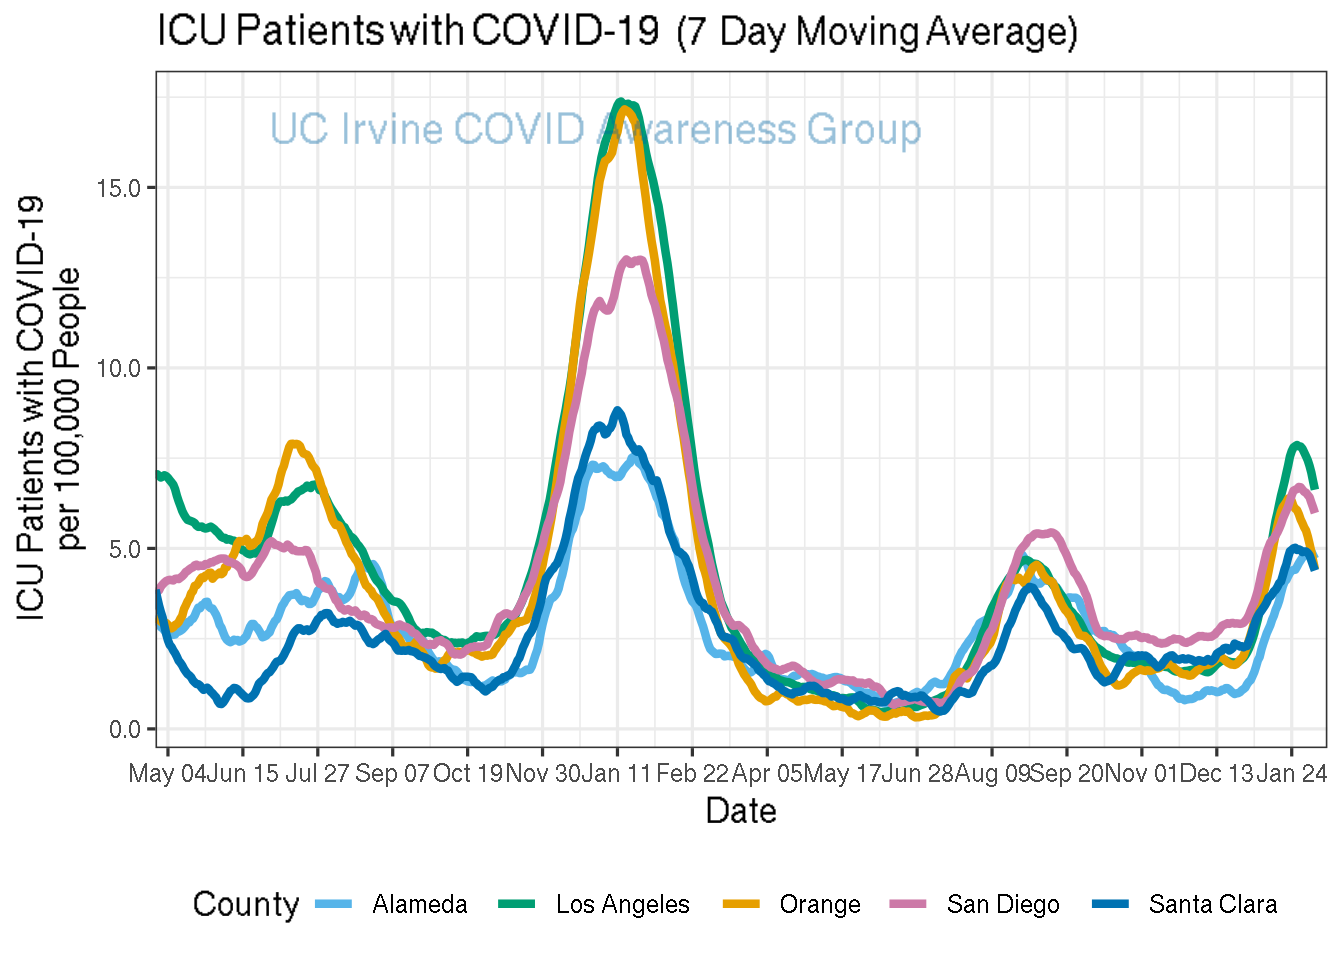 ICU Patients with COVID-19 (7 Day Moving Average)
UC Irvine COVID Awareness Group
ICU Patients with COVID-19
per 100,000 People
15.0
10.0
5.0
0.0
May 04 Jun 15 Jul 27 Sep 07 Oct 19 Nov 30 Jan 11 Feb 22 Apr 05 May 17 Jun 28 Aug 09 Sep 20 Nov 01 Dec 13 Jan 24
Date
County Alameda Los Angeles Orange San Diego Santa Clara